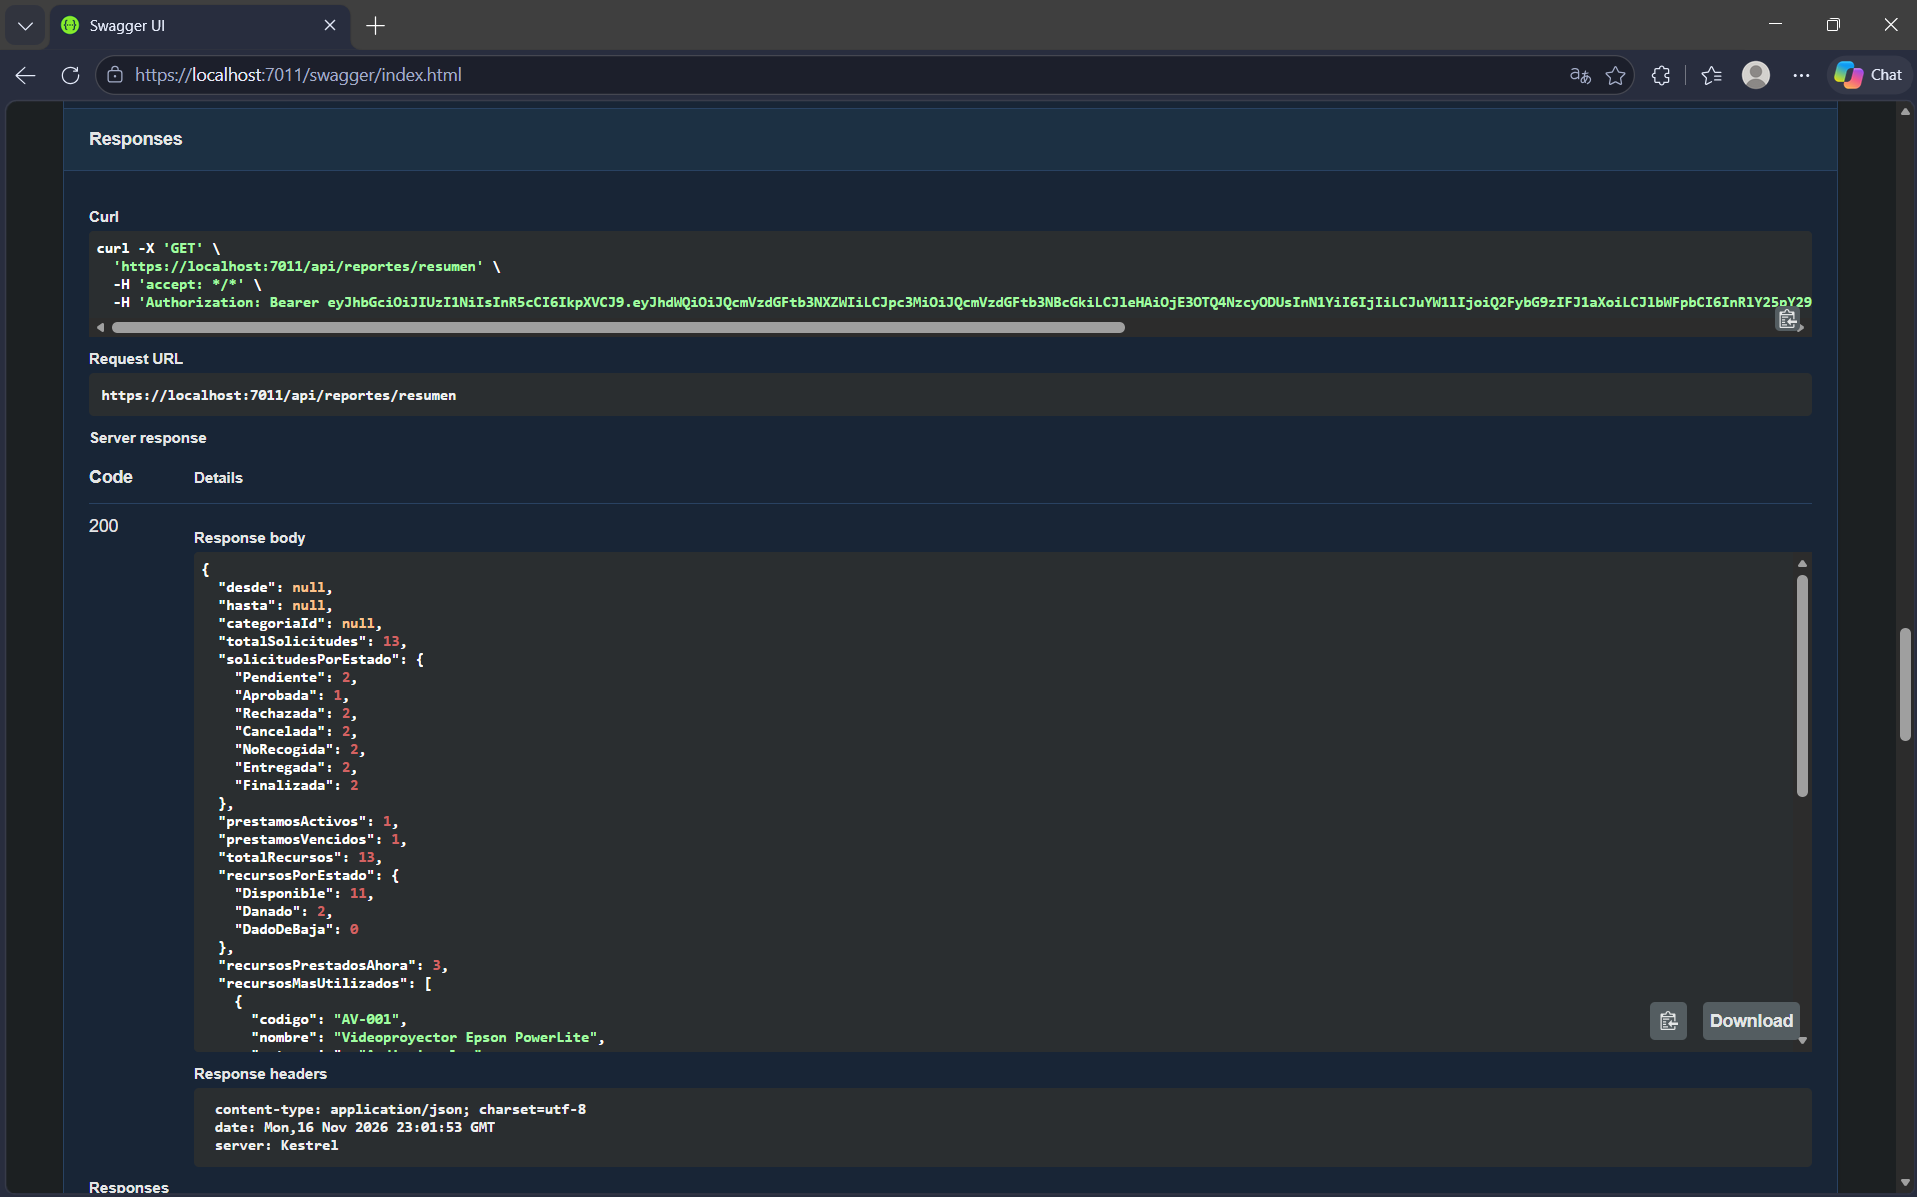 Swagger UI
https://localhost:7011/swagger/index.html
Chat
Responses
Curl
curl -X 'GET' \
'https://localhost:7011/api/reportes/resumen' \
-H 'accept: */*' \
-H 'Authorization: Bearer
Request URL
https://localhost:7011/api/reportes/resumen
Server response
Code Details
200
Response body
{
"desde": null,
"hasta": null,
"categoriaId": null,
"totalSolicitudes": 13,
"solicitudesPorEstado": {
"Pendiente": 2,
"Aprobada": 1,
"Rechazada": 2,
"Cancelada": 2,
"NoRecogida": 2,
"Entregada": 2,
"Finalizada": 2
},
"prestamosActivos": 1,
"prestamosVencidos": 1,
"totalRecursos": 13,
"recursosPorEstado": {
"Disponible": 11,
"Danado": 2,
"DadoDeBaja": 0
},
"recursosPrestadosAhora": 3,
"recursosMasUtilizados": [
{
"codigo": "AV-001",
"nombre": "Videoproyector Epson PowerLite",
Download
Response headers
content-type: application/json; charset=utf-8
date: Mon,16 Nov 2026 23:01:53 GMT
server: Kestrel
Responses